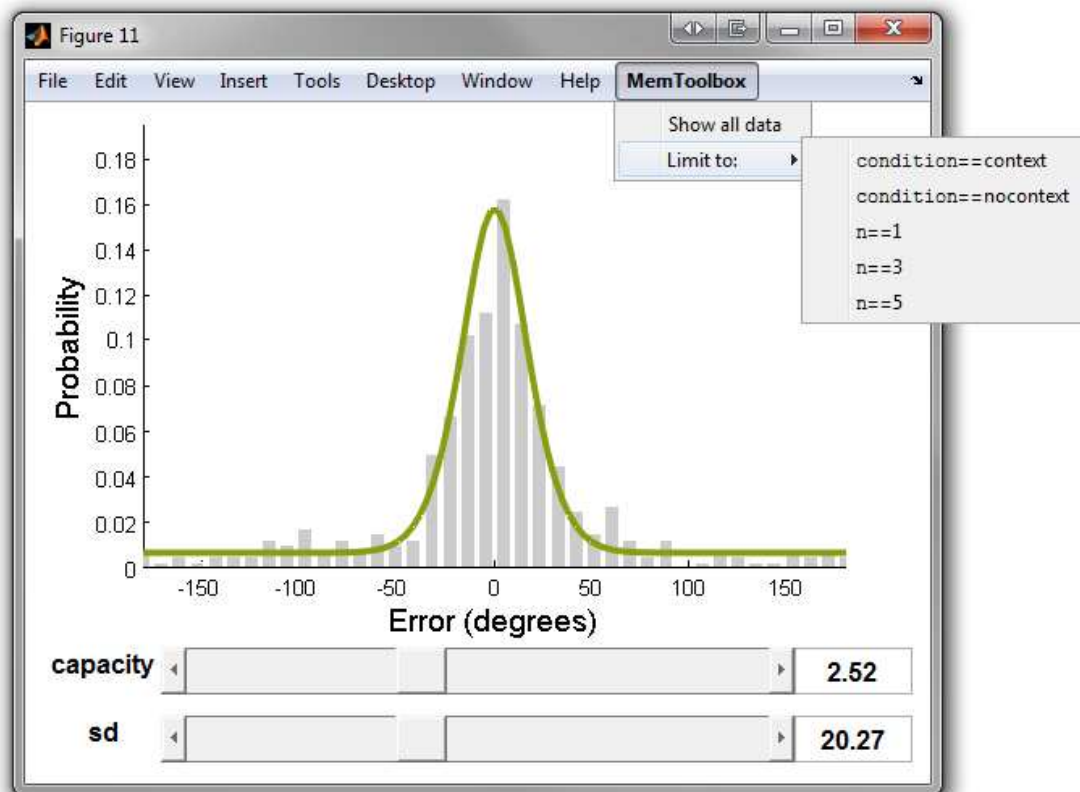 Figure 11
File Edit View Insert Tools Desktop Window Help MemToolbox
Show all data
Limit to:
condition==context
condition==nocontext
n==1
n==3
n==5
0.18
0.16
0.14
0.12
0.1
0.08
0.06
0.04
0.02
0
Probability
-150 -100 -50 0 50 100 150
Error (degrees)
capacity 2.52
sd 20.27